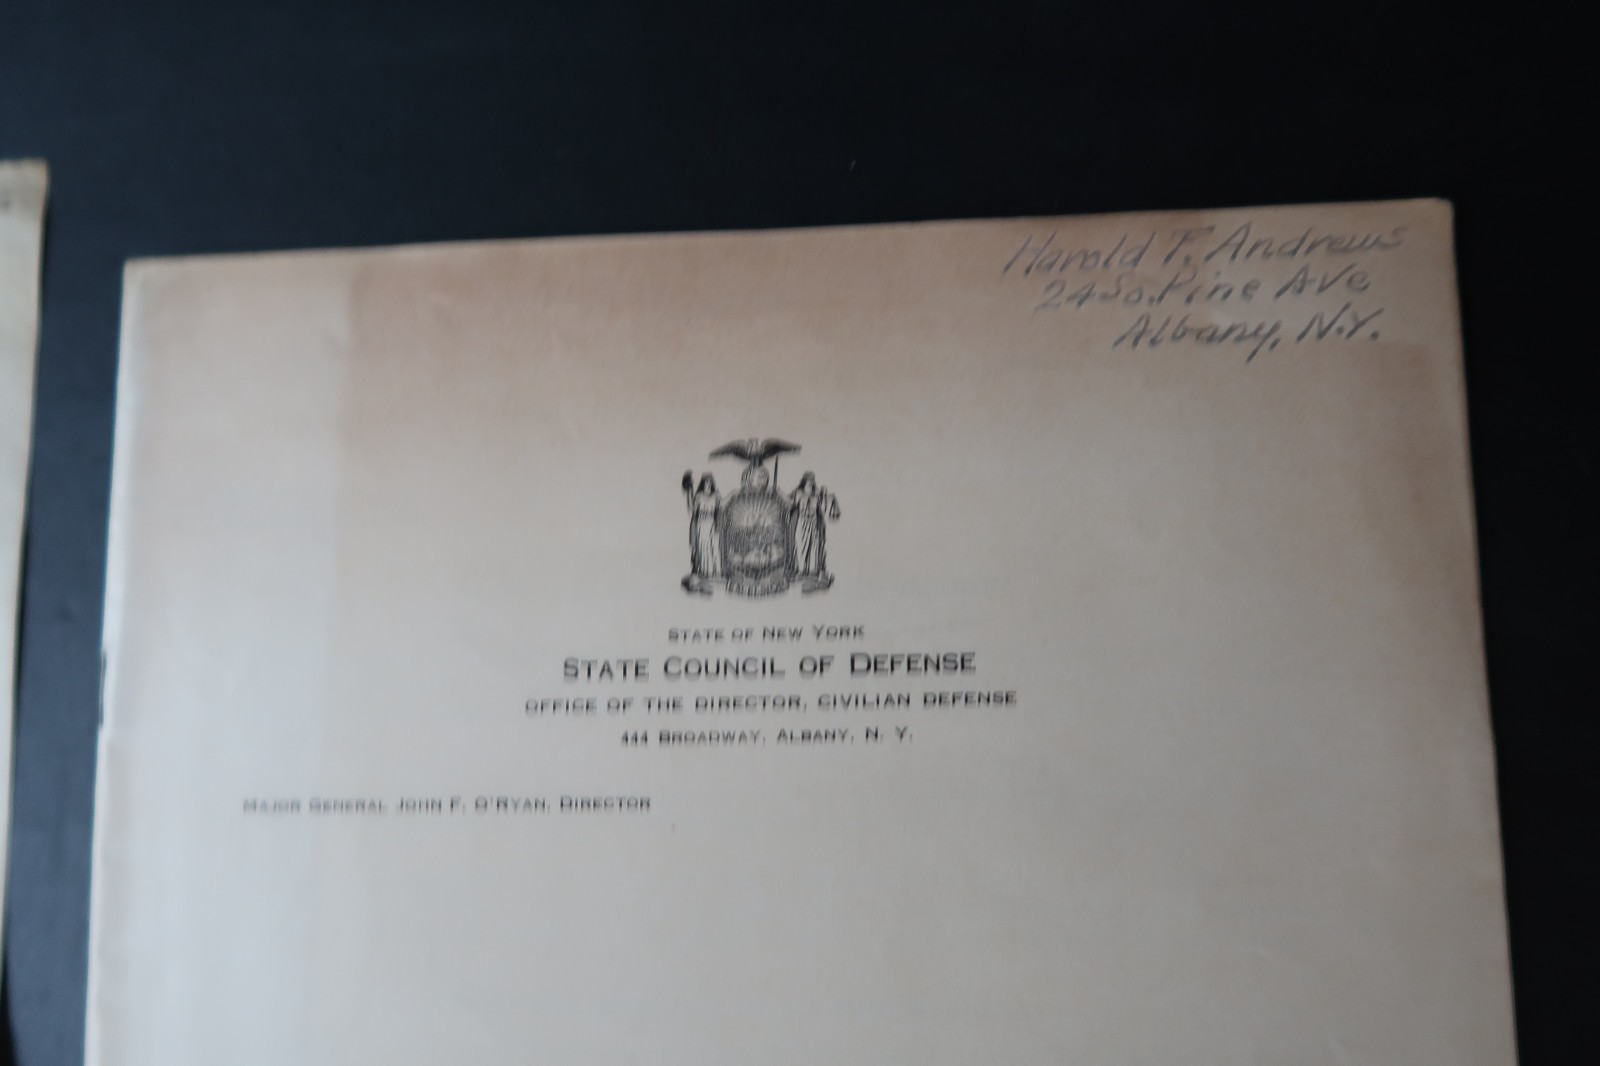 Harold F. Andrews
24 So. Pine Ave
Albany, N.Y.
EXCELSIOR
STATE OF NEW YORK
STATE COUNCIL OF DEFENSE
OFFICE OF THE DIRECTOR, CIVILIAN DEFENSE
444 BROADWAY, ALBANY, N. Y.
MAJOR GENERAL JOHN F. O'RYAN, DIRECTOR